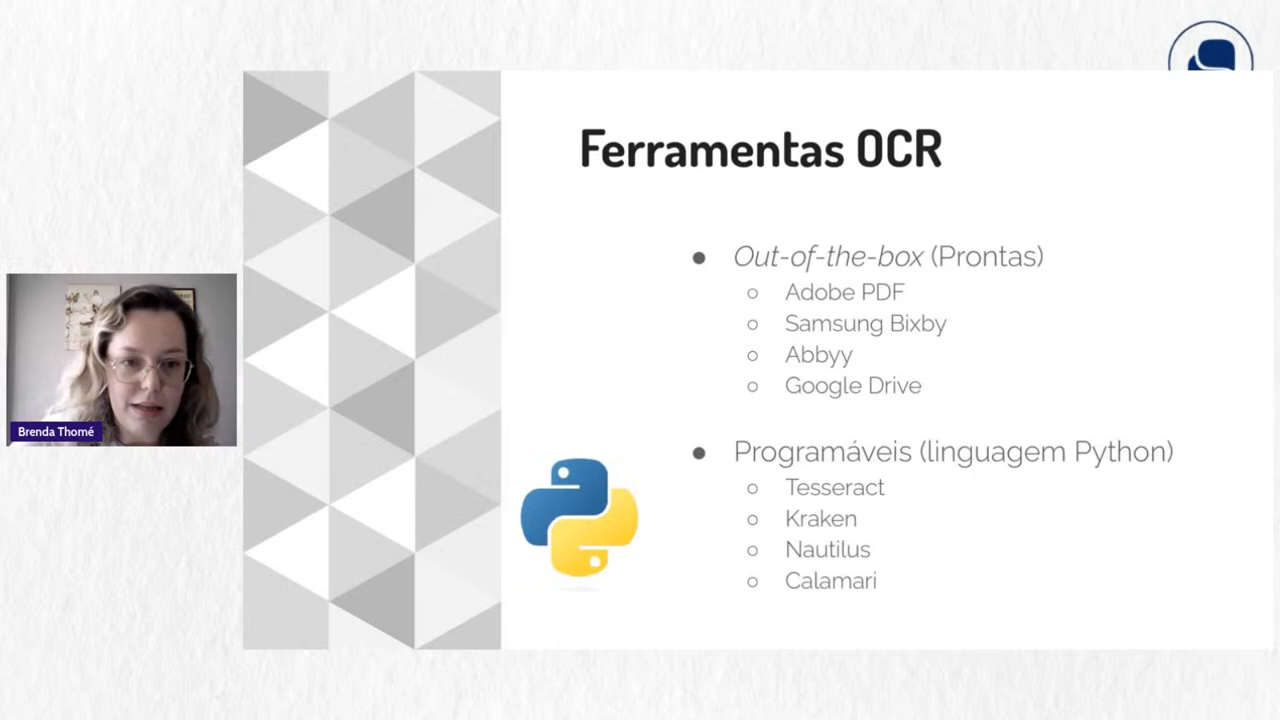 Ferramentas OCR
● Out-of-the-box (Prontas)
○ Adobe PDF
○ Samsung Bixby
○ Abbyy
○ Google Drive
● Programáveis (linguagem Python)
○ Tesseract
○ Kraken
○ Nautilus
○ Calamari
Brenda Thomé